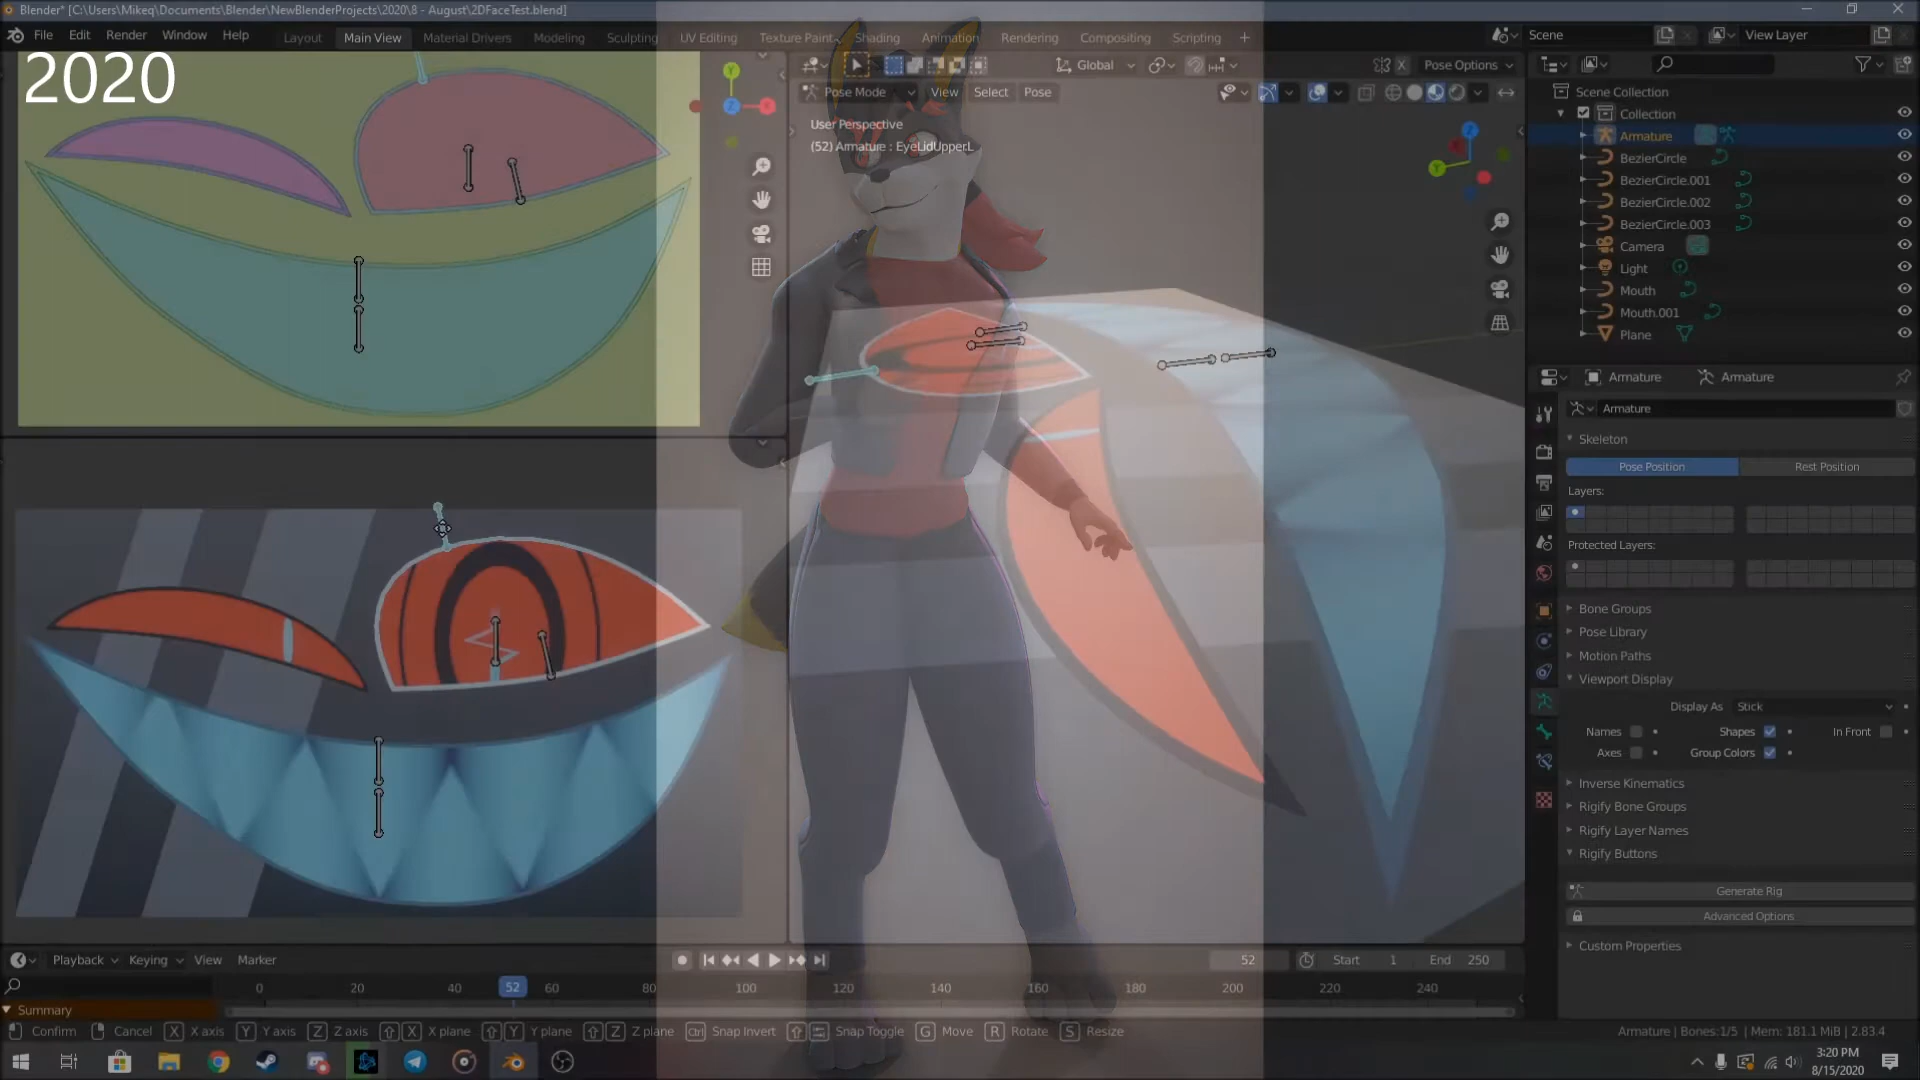 Blender* [C:\Users\Mikeq\Documents\Blender\NewBlenderProjects\2020\8 - August\2DFaceTest.blend]
File Edit Render Window Help Layout Main View Material Drivers Modeling Sculpting UV Editing Texture Paint Shading Animation Rendering Compositing Scripting + Scene View Layer
2020
Global Pose Options
Pose Mode View Select Pose
User Perspective
(52) Armature : EyeLidUpper.L
Y
Z
X
Z
Y
Scene Collection
Collection
Armature
BezierCircle
BezierCircle.001
BezierCircle.002
BezierCircle.003
Camera
Light
Mouth
Mouth.001
Plane
Armature Armature
Armature
Skeleton
Pose Position Rest Position
Layers:
Protected Layers:
Bone Groups
Pose Library
Motion Paths
Viewport Display
Display As Stick
Names Shapes In Front
Axes Group Colors
Inverse Kinematics
Rigify Bone Groups
Rigify Layer Names
Rigify Buttons
Generate Rig
Advanced Options
Custom Properties
Playback Keying View Marker 52 Start 1 End 250
0 20 40 52 60 80 100 120 140 160 180 200 220 240
Summary
Confirm Cancel X X axis Y Y axis Z Z axis X X plane Y Y plane Z Z plane Ctrl Snap Invert Snap Toggle G Move R Rotate S Resize Armature | Bones:1/5 | Mem: 181.1 MiB | 2.83.4
3:20 PM
8/15/2020